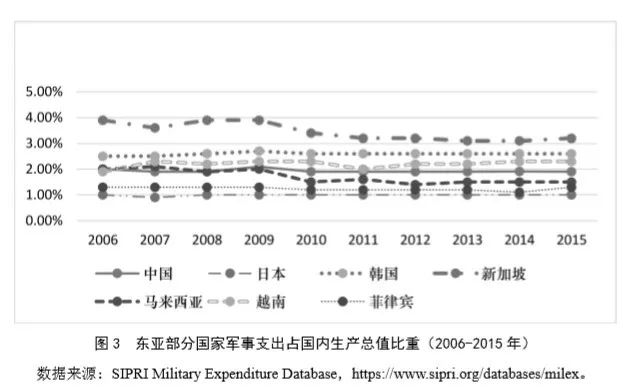 5.00%
4.00%
3.00%
2.00%
1.00%
0.00%
2006 2007 2008 2009 2010 2011 2012 2013 2014 2015
中国 日本 韩国 新加坡
马来西亚 越南 菲律宾
图 3 东亚部分国家军事支出占国内生产总值比重（2006-2015 年）
数据来源：SIPRI Military Expenditure Database，https://www.sipri.org/databases/milex。